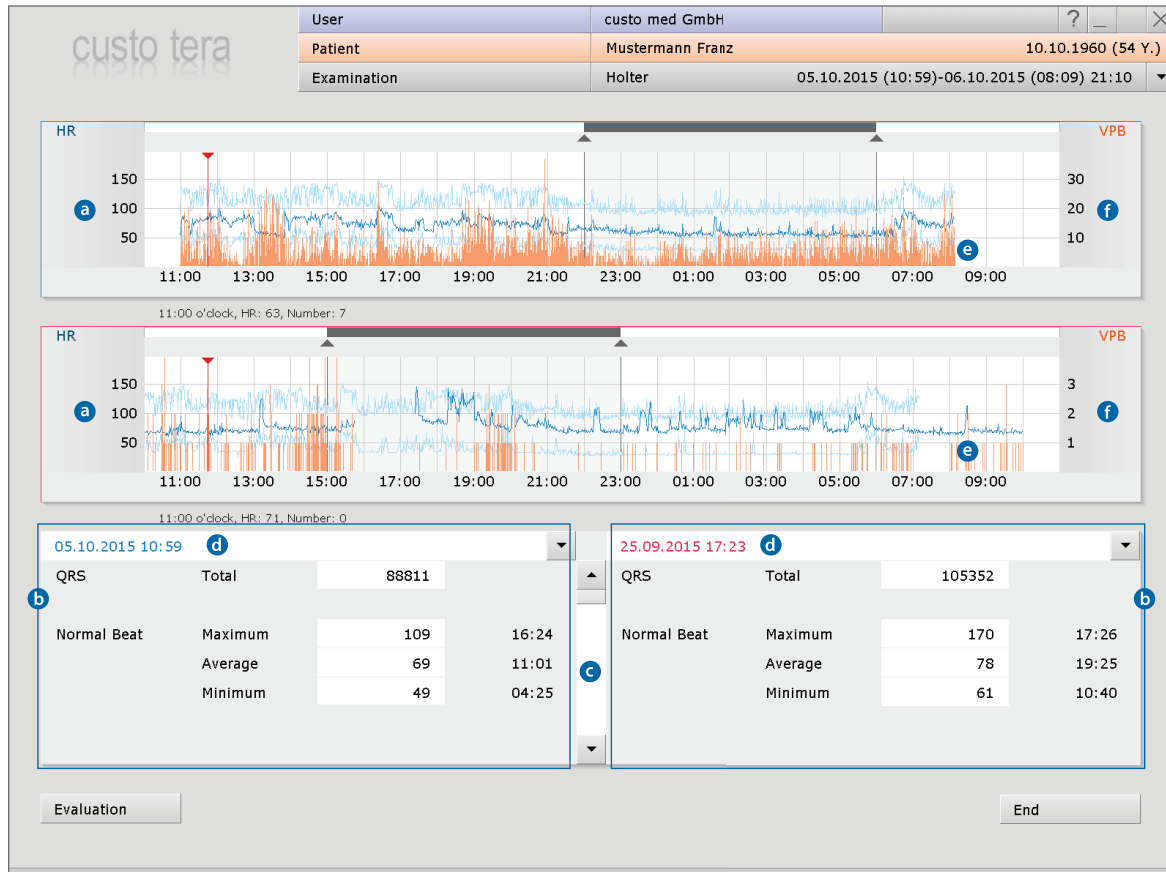 custo tera
User custo med GmbH ? _ X
Patient Mustermann Franz 10.10.1960 (54 Y.)
Examination Holter 05.10.2015 (10:59)-06.10.2015 (08:09) 21:10
HR VPB
150 30
a 100 20 f
50 10
e
11:00 13:00 15:00 17:00 19:00 21:00 23:00 01:00 03:00 05:00 07:00 09:00
11:00 o'clock, HR: 63, Number: 7
HR VPB
150 3
a 100 2 f
50 1
e
11:00 13:00 15:00 17:00 19:00 21:00 23:00 01:00 03:00 05:00 07:00 09:00
11:00 o'clock, HR: 71, Number: 0
05.10.2015 10:59 d 25.09.2015 17:23 d
QRS Total 88811 QRS Total 105352
b b
Normal Beat Maximum 109 16:24 Normal Beat Maximum 170 17:26
Average 69 11:01 c Average 78 19:25
Minimum 49 04:25 Minimum 61 10:40
Evaluation End